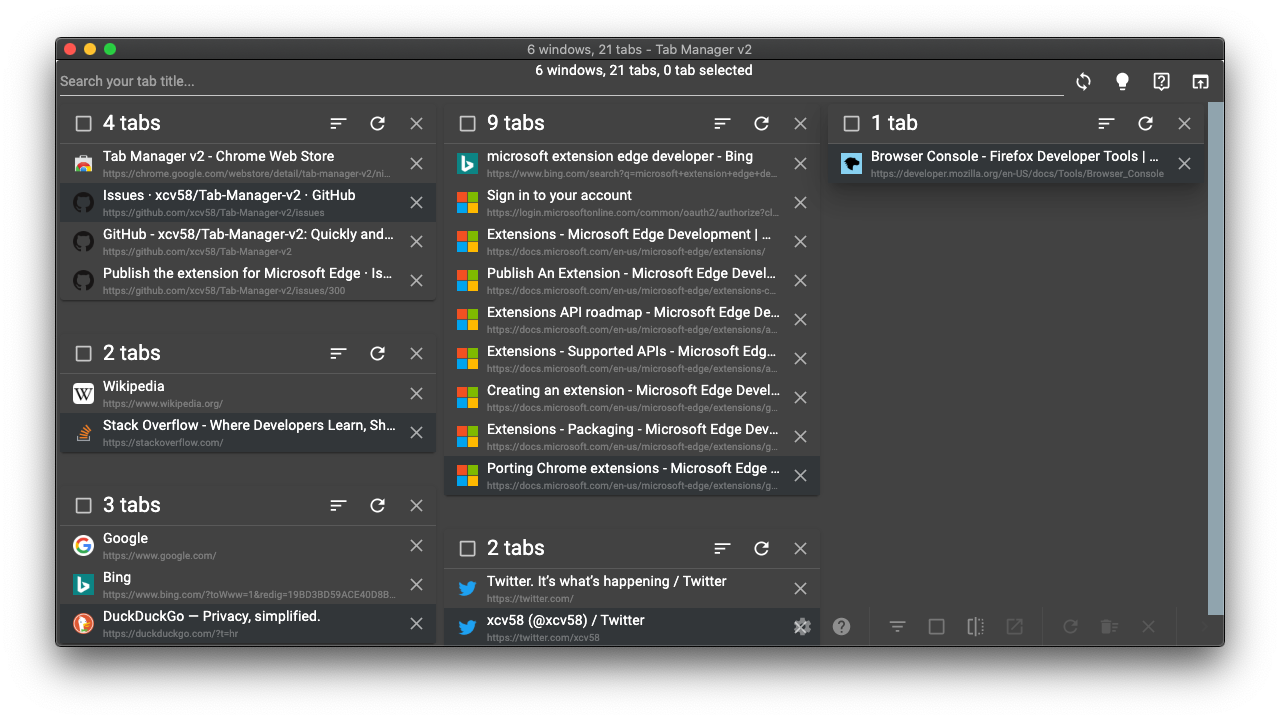 6 windows, 21 tabs - Tab Manager v2
6 windows, 21 tabs, 0 tab selected
Search your tab title...
4 tabs
Tab Manager v2 - Chrome Web Store
https://chrome.google.com/webstore/detail/tab-manager-v2/ni...
Issues · xcv58/Tab-Manager-v2 · GitHub
https://github.com/xcv58/Tab-Manager-v2/issues
GitHub - xcv58/Tab-Manager-v2: Quickly and...
https://github.com/xcv58/Tab-Manager-v2
Publish the extension for Microsoft Edge · Is...
https://github.com/xcv58/Tab-Manager-v2/issues/300
2 tabs
Wikipedia
https://www.wikipedia.org/
Stack Overflow - Where Developers Learn, Sh...
https://stackoverflow.com/
3 tabs
Google
https://www.google.com/
Bing
https://www.bing.com/?toWww=1&redig=19BD3BD59ACE40D8B...
DuckDuckGo — Privacy, simplified.
https://duckduckgo.com/?t=hr
9 tabs
microsoft extension edge developer - Bing
https://www.bing.com/search?q=microsoft+extension+edge+de...
Sign in to your account
https://login.microsoftonline.com/common/oauth2/authorize?cl...
Extensions - Microsoft Edge Development | ...
https://docs.microsoft.com/en-us/microsoft-edge/extensions/
Publish An Extension - Microsoft Edge Devel...
https://docs.microsoft.com/en-us/microsoft-edge/extensions-c...
Extensions API roadmap - Microsoft Edge De...
https://docs.microsoft.com/en-us/microsoft-edge/extensions/a...
Extensions - Supported APIs - Microsoft Edg...
https://docs.microsoft.com/en-us/microsoft-edge/extensions/a...
Creating an extension - Microsoft Edge Devel...
https://docs.microsoft.com/en-us/microsoft-edge/extensions/g...
Extensions - Packaging - Microsoft Edge Dev...
https://docs.microsoft.com/en-us/microsoft-edge/extensions/g...
Porting Chrome extensions - Microsoft Edge ...
https://docs.microsoft.com/en-us/microsoft-edge/extensions/g...
2 tabs
Twitter. It's what's happening / Twitter
https://twitter.com/
xcv58 (@xcv58) / Twitter
https://twitter.com/xcv58
1 tab
Browser Console - Firefox Developer Tools | ...
https://developer.mozilla.org/en-US/docs/Tools/Browser_Console